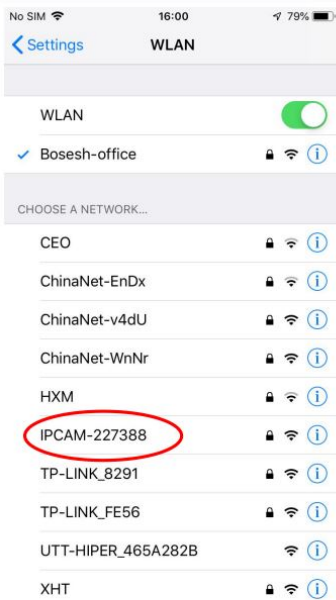 No SIM 16:00 79%
Settings WLAN
WLAN
Bosesh-office
CHOOSE A NETWORK...
CEO
ChinaNet-EnDx
ChinaNet-v4dU
ChinaNet-WnNr
HXM
IPCAM-227388
TP-LINK_8291
TP-LINK_FE56
UTT-HIPER_465A282B
XHT